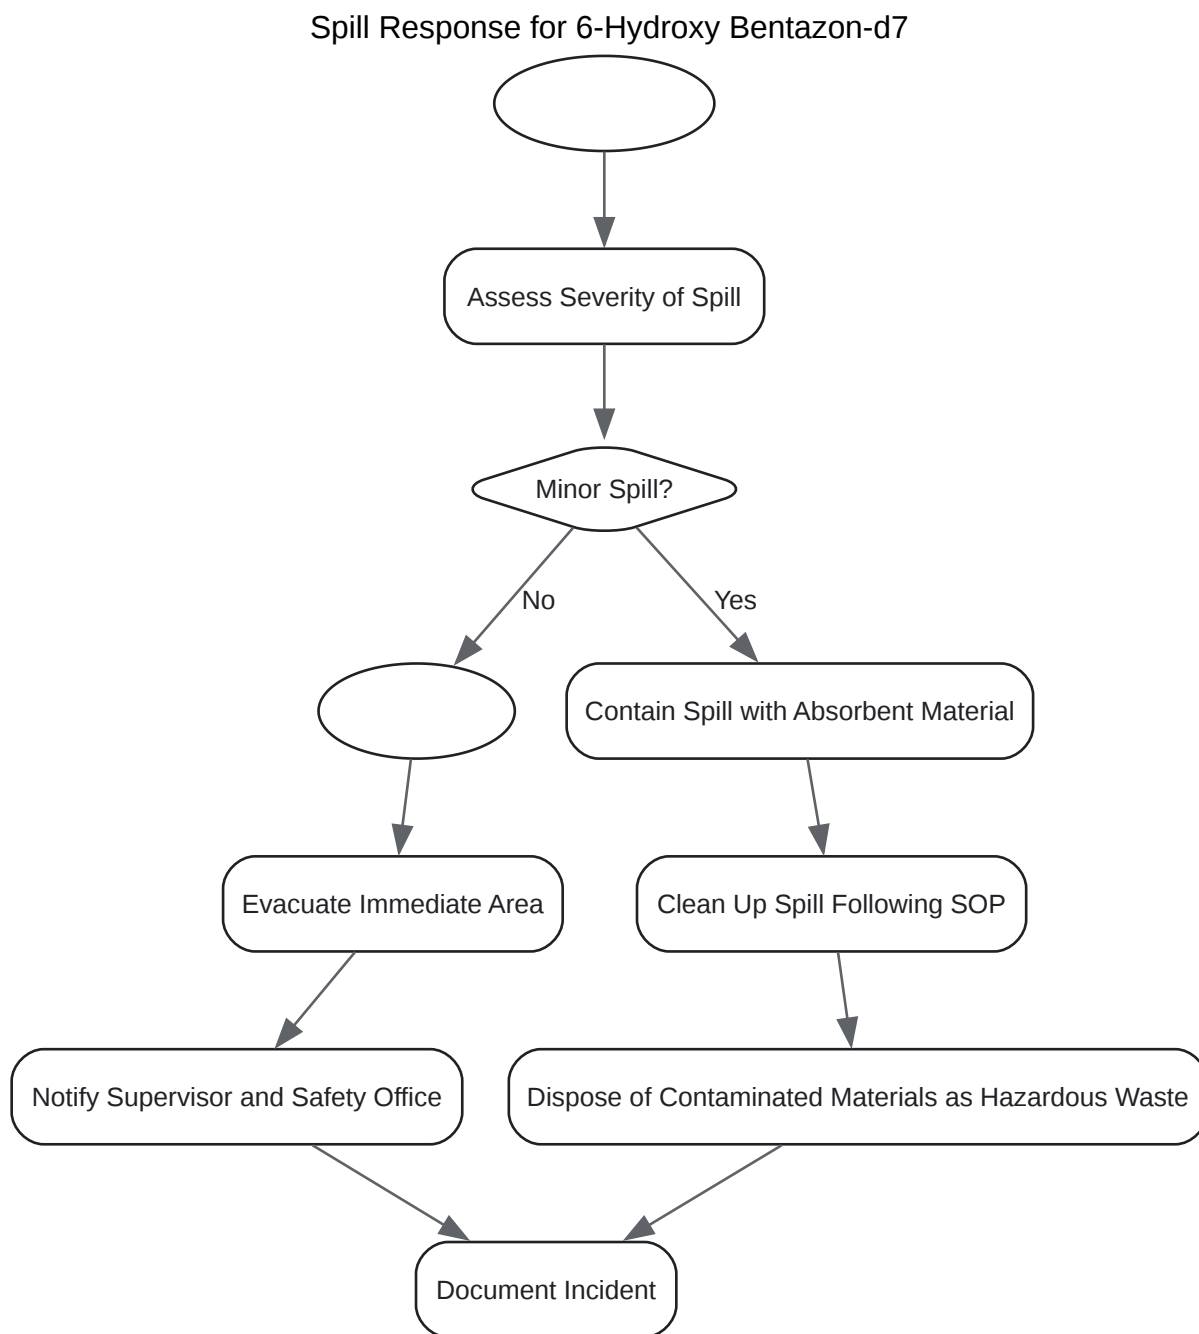 Spill Response for 6-Hydroxy Bentazon-d7
Assess Severity of Spill
Minor Spill?
No
Yes
Contain Spill with Absorbent Material
Evacuate Immediate Area
Clean Up Spill Following SOP
Notify Supervisor and Safety Office
Dispose of Contaminated Materials as Hazardous Waste
Document Incident